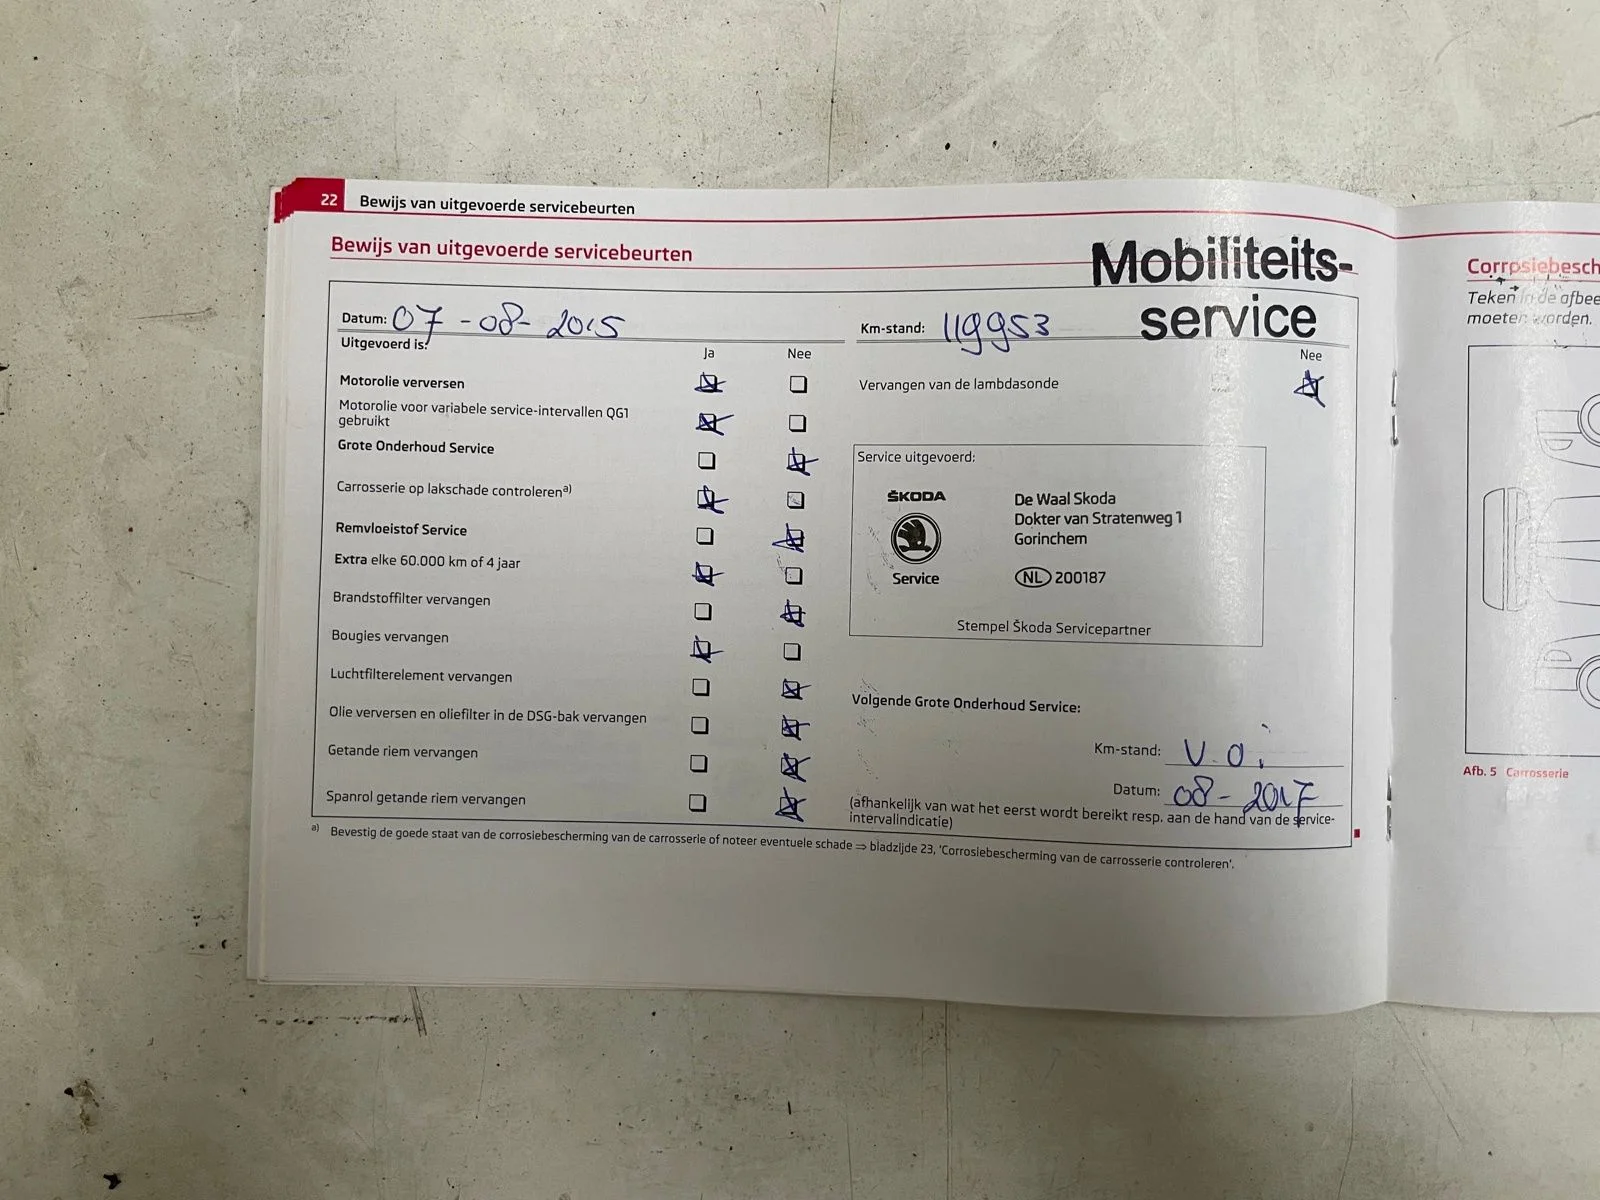 22 Bewijs van uitgevoerde servicebeurten
Bewijs van uitgevoerde servicebeurten
Mobiliteits-
service
Datum: 07-08-2015
Km-stand: 119953
Uitgevoerd is:
Ja Nee
Nee
Motorolie verversen
Vervangen van de lambdasonde
Motorolie voor variabele service-intervallen QG1
gebruikt
Grote Onderhoud Service
Carrosserie op lakschade controleren a)
Remvloeistof Service
Extra elke 60.000 km of 4 jaar
Brandstoffilter vervangen
Bougies vervangen
Luchtfilterelement vervangen
Olie verversen en oliefilter in de DSG-bak vervangen
Getande riem vervangen
Spanrol getande riem vervangen
Service uitgevoerd:
ŠKODA
Service
De Waal Skoda
Dokter van Stratenweg 1
Gorinchem
NL 200187
Stempel Škoda Servicepartner
Volgende Grote Onderhoud Service:
Km-stand: V.O.
Datum: 08-2017
(afhankelijk van wat het eerst wordt bereikt resp. aan de hand van de service-
intervalindicatie)
a) Bevestig de goede staat van de corrosiebescherming van de carrosserie of noteer eventuele schade ⇒ bladzijde 23, 'Corrosiebescherming van de carrosserie controleren'.
Corrosiebesch
Teken in de afbee
moeten worden.
Afb. 5 Carrosserie